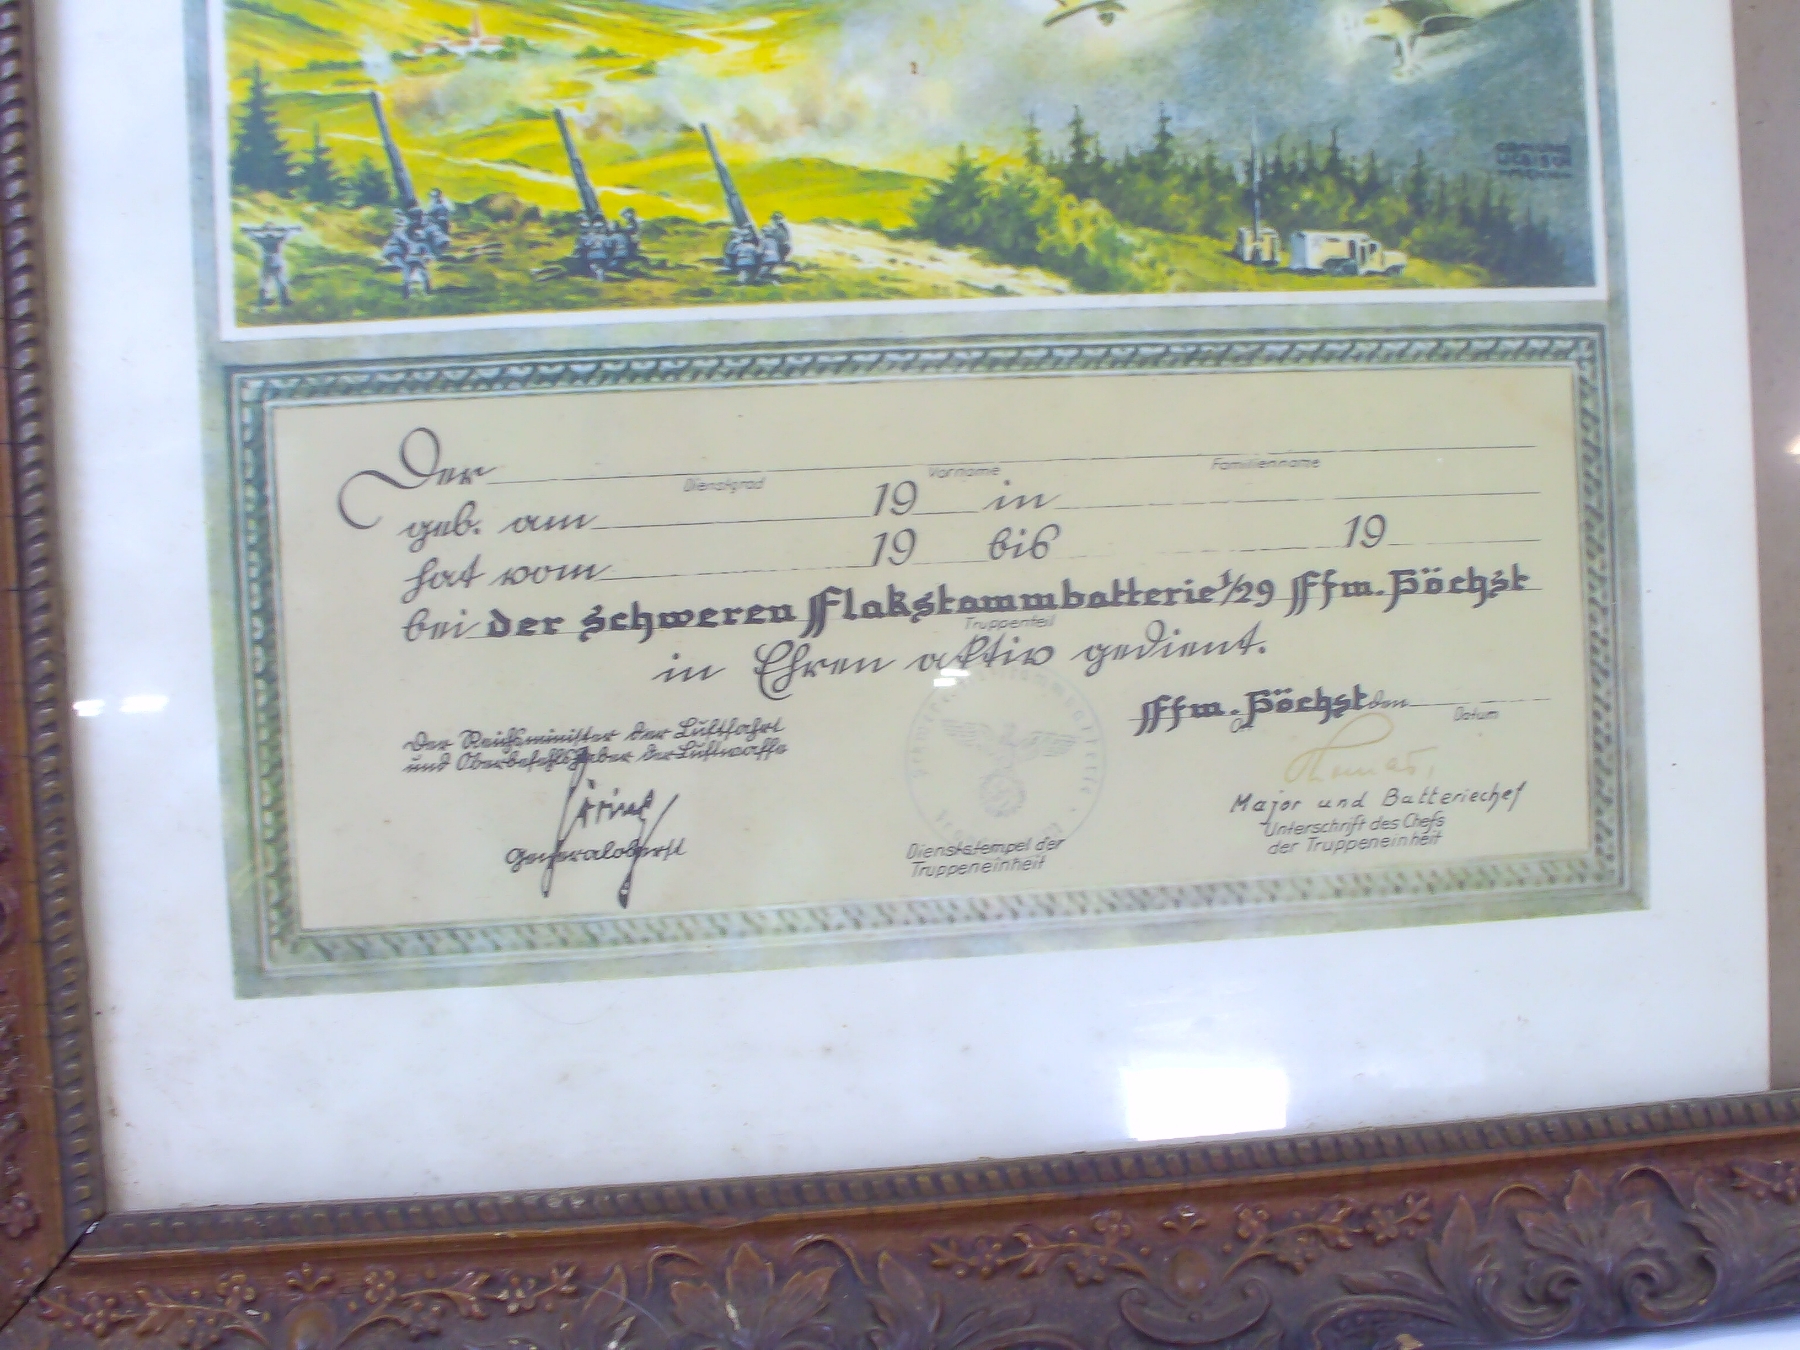 Der
Dienstgrad Vorname Familienname
geb. am 19 in
hat vom 19 bis 19
bei der schweren Flakstammbatterie 1/29 Ffm. Höchst
Truppenteil
in Ehren aktiv gedient.
Ffm. Höchst den
Datum
Der Reichsminister der Luftfahrt
und Oberbefehlshaber der Luftwaffe
Generaloberst
Dienststempel der
Truppeneinheit
Major und Batteriechef
Unterschrift des Chefs
der Truppeneinheit